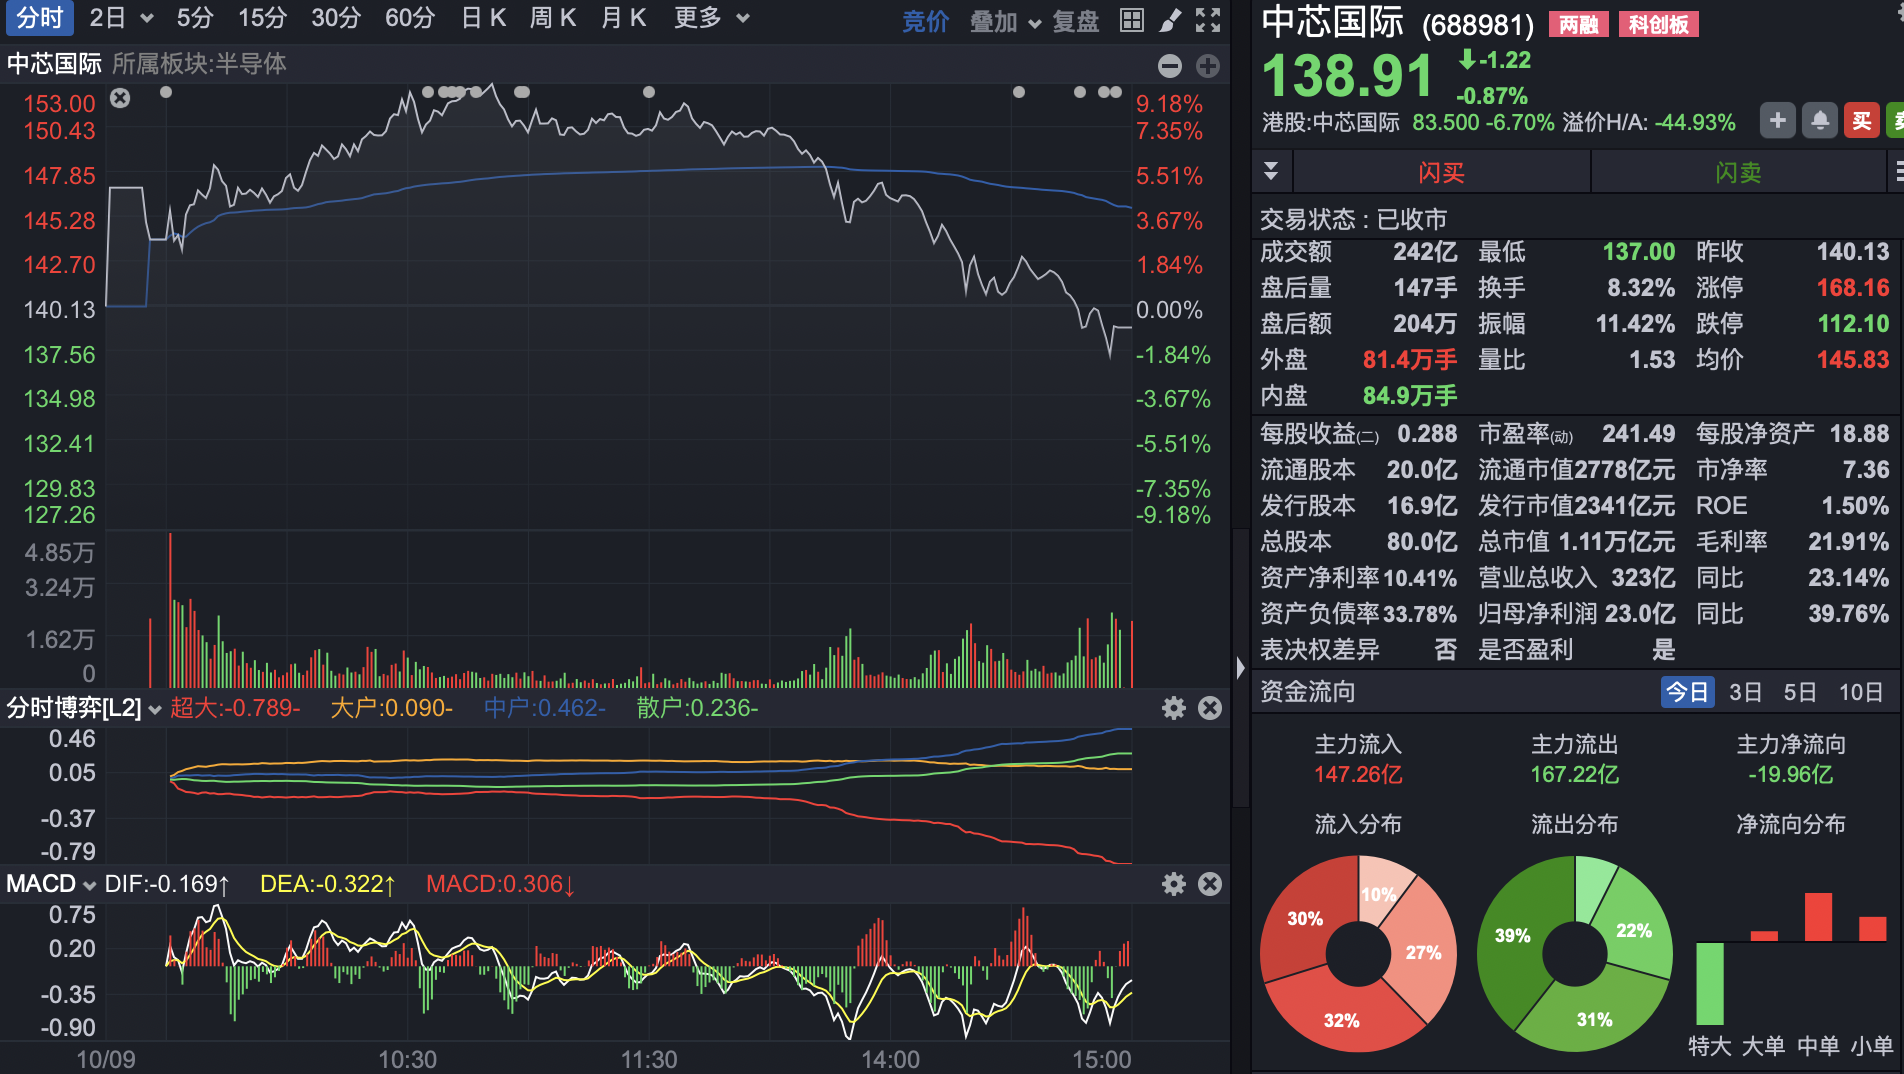 分时 2日 5分 15分 30分 60分 日K 周K 月K 更多 竞价 叠加 复盘
中芯国际 所属板块:半导体
153.00 9.18%
150.43 7.35%
147.85 5.51%
145.28 3.67%
142.70 1.84%
140.13 0.00%
137.56 -1.84%
134.98 -3.67%
132.41 -5.51%
129.83 -7.35%
127.26 -9.18%
4.85万
3.24万
1.62万
0
分时博弈[L2] 超大:-0.789- 大户:0.090- 中户:0.462- 散户:0.236-
0.46
0.05
-0.37
-0.79
MACD DIF:-0.169↑ DEA:-0.322↑ MACD:0.306↓
0.75
0.20
-0.35
-0.90
10/09 10:30 11:30 14:00 15:00
中芯国际 (688981) 两融 科创板
138.91 ↓-1.22
-0.87%
港股:中芯国际 83.500 -6.70% 溢价H/A: -44.93% + 买
闪买 闪卖
交易状态 : 已收市
成交额 242亿 最低 137.00 昨收 140.13
盘后量 147手 换手 8.32% 涨停 168.16
盘后额 204万 振幅 11.42% 跌停 112.10
外盘 81.4万手 量比 1.53 均价 145.83
内盘 84.9万手
每股收益(二) 0.288 市盈率(动) 241.49 每股净资产 18.88
流通股本 20.0亿 流通市值2778亿元 市净率 7.36
发行股本 16.9亿 发行市值2341亿元 ROE 1.50%
总股本 80.0亿 总市值 1.11万亿元 毛利率 21.91%
资产净利率 10.41% 营业总收入 323亿 同比 23.14%
资产负债率 33.78% 归母净利润 23.0亿 同比 39.76%
表决权差异 否 是否盈利 是
资金流向 今日 3日 5日 10日
主力流入 主力流出 主力净流向
147.26亿 167.22亿 -19.96亿
流入分布 流出分布 净流向分布
10% 27% 32% 30%
22% 31% 39%
特大 大单 中单 小单